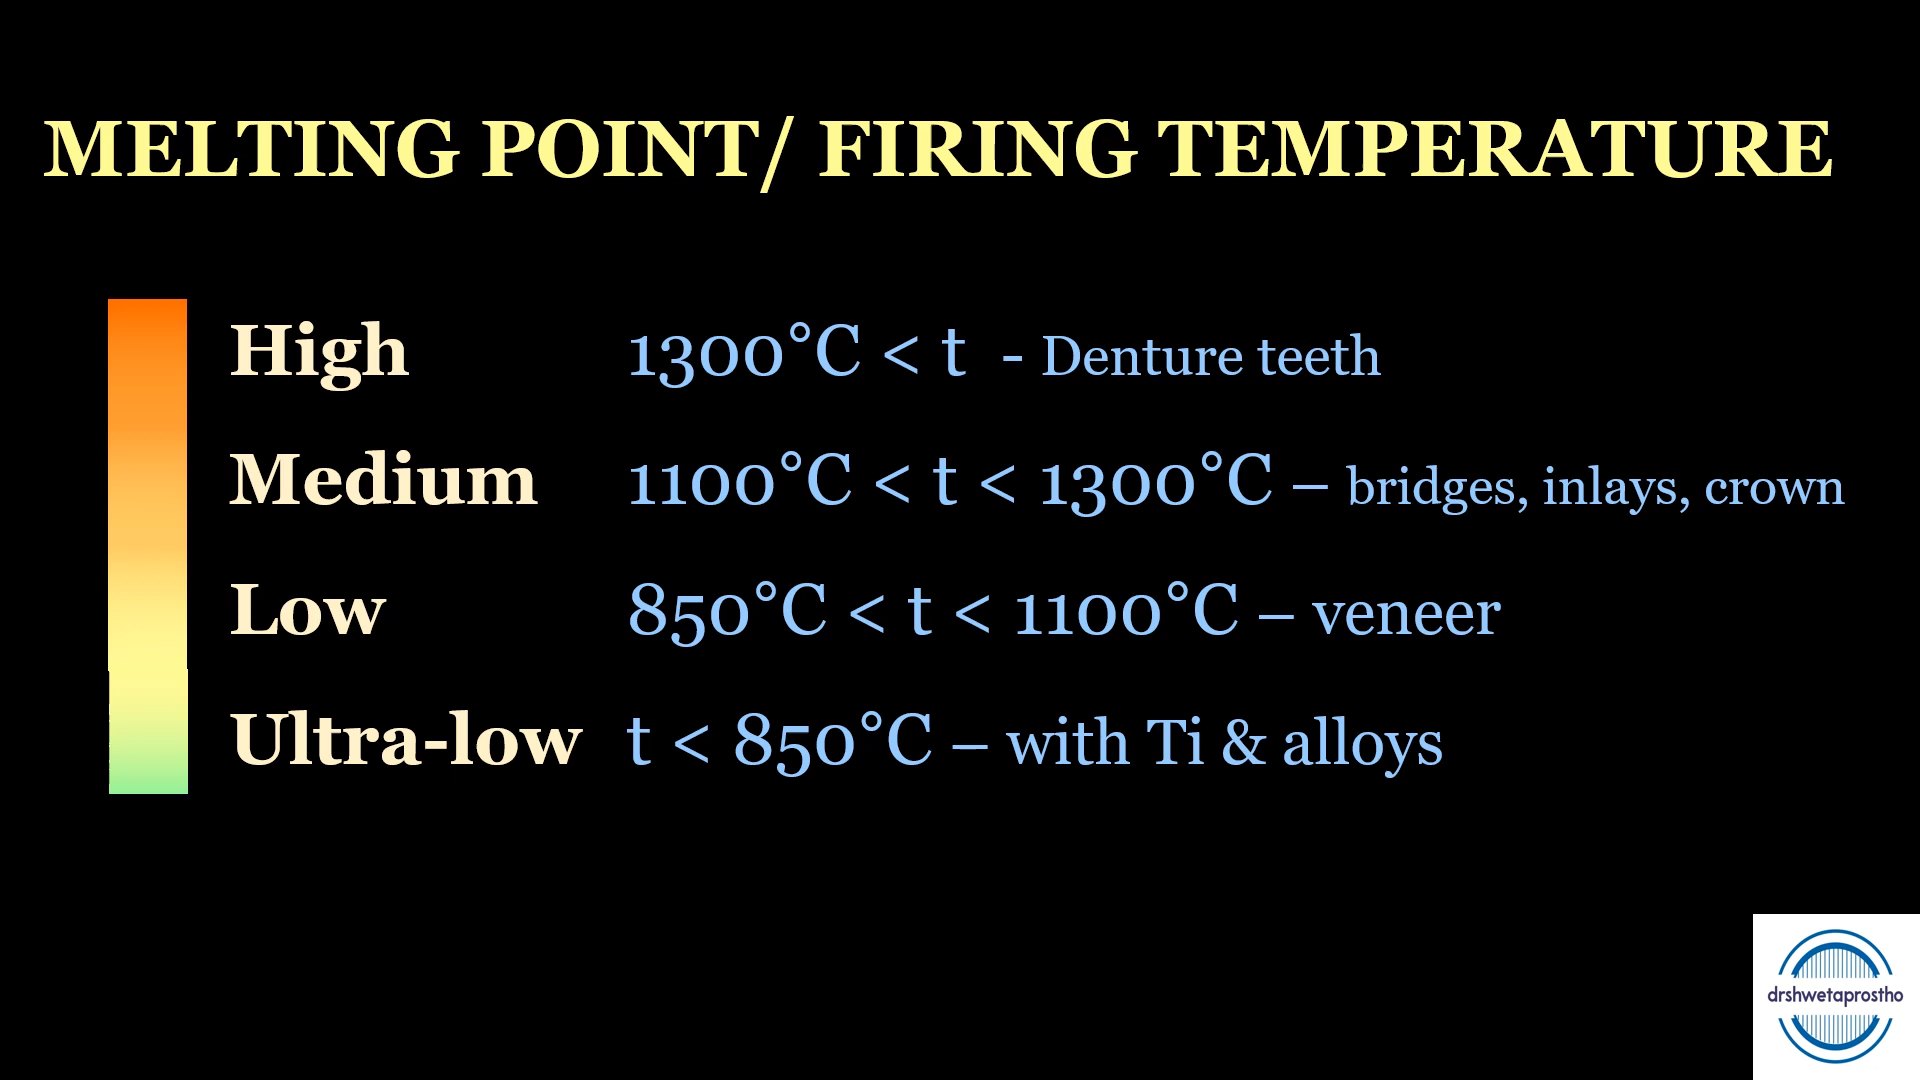 MELTING POINT/ FIRING TEMPERATURE
High 1300°C < t - Denture teeth
Medium 1100°C < t < 1300°C – bridges, inlays, crown
Low 850°C < t < 1100°C – veneer
Ultra-low t < 850°C – with Ti & alloys
drshwetaprostho